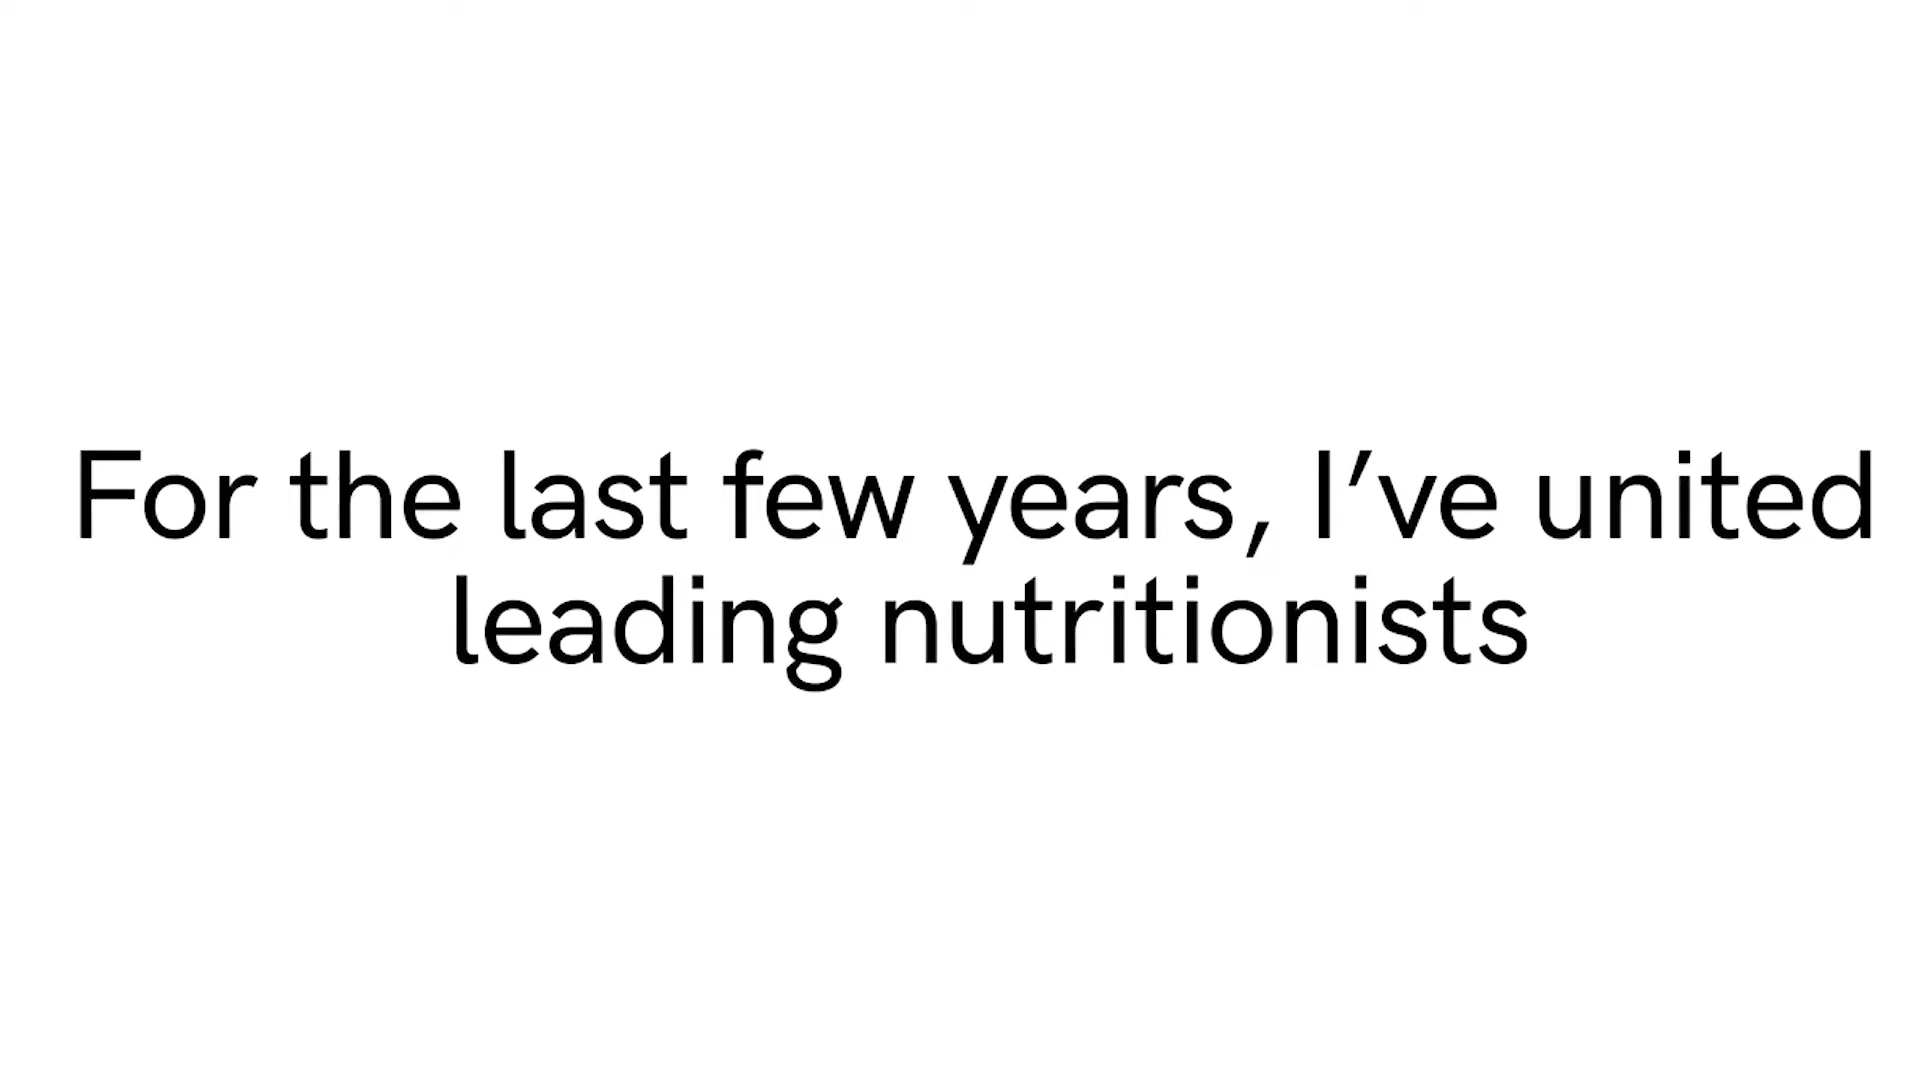 For the last few years, I’ve united
leading nutritionists